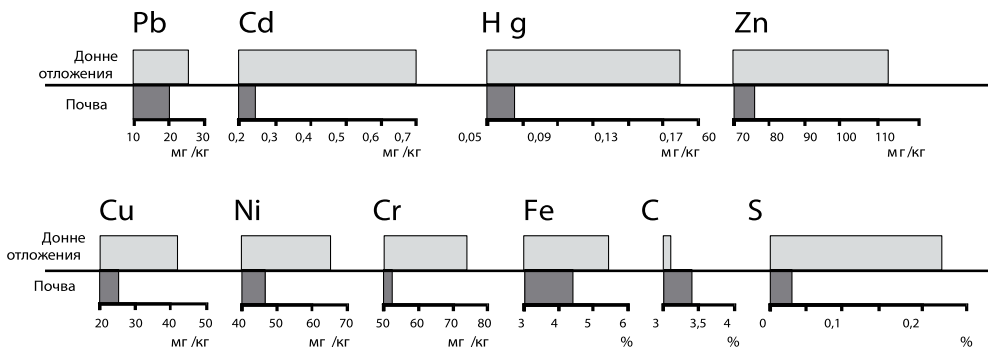 Pb Cd H g Zn
Донне
отложения
Почва
10 20 30 0,2 0,3 0,4 0,5 0,6 0,7 0,05 0,09 0,13 0,17 60 70 80 90 100 110
мг /кг мг /кг мг/кг мг/кг
Cu Ni Cr Fe C S
Донне
отложения
Почва
20 30 40 50 40 50 60 70 50 60 70 80 3 4 5 6 3 3,5 4 0 0,1 0,2
мг /кг мг /кг мг /кг % % %